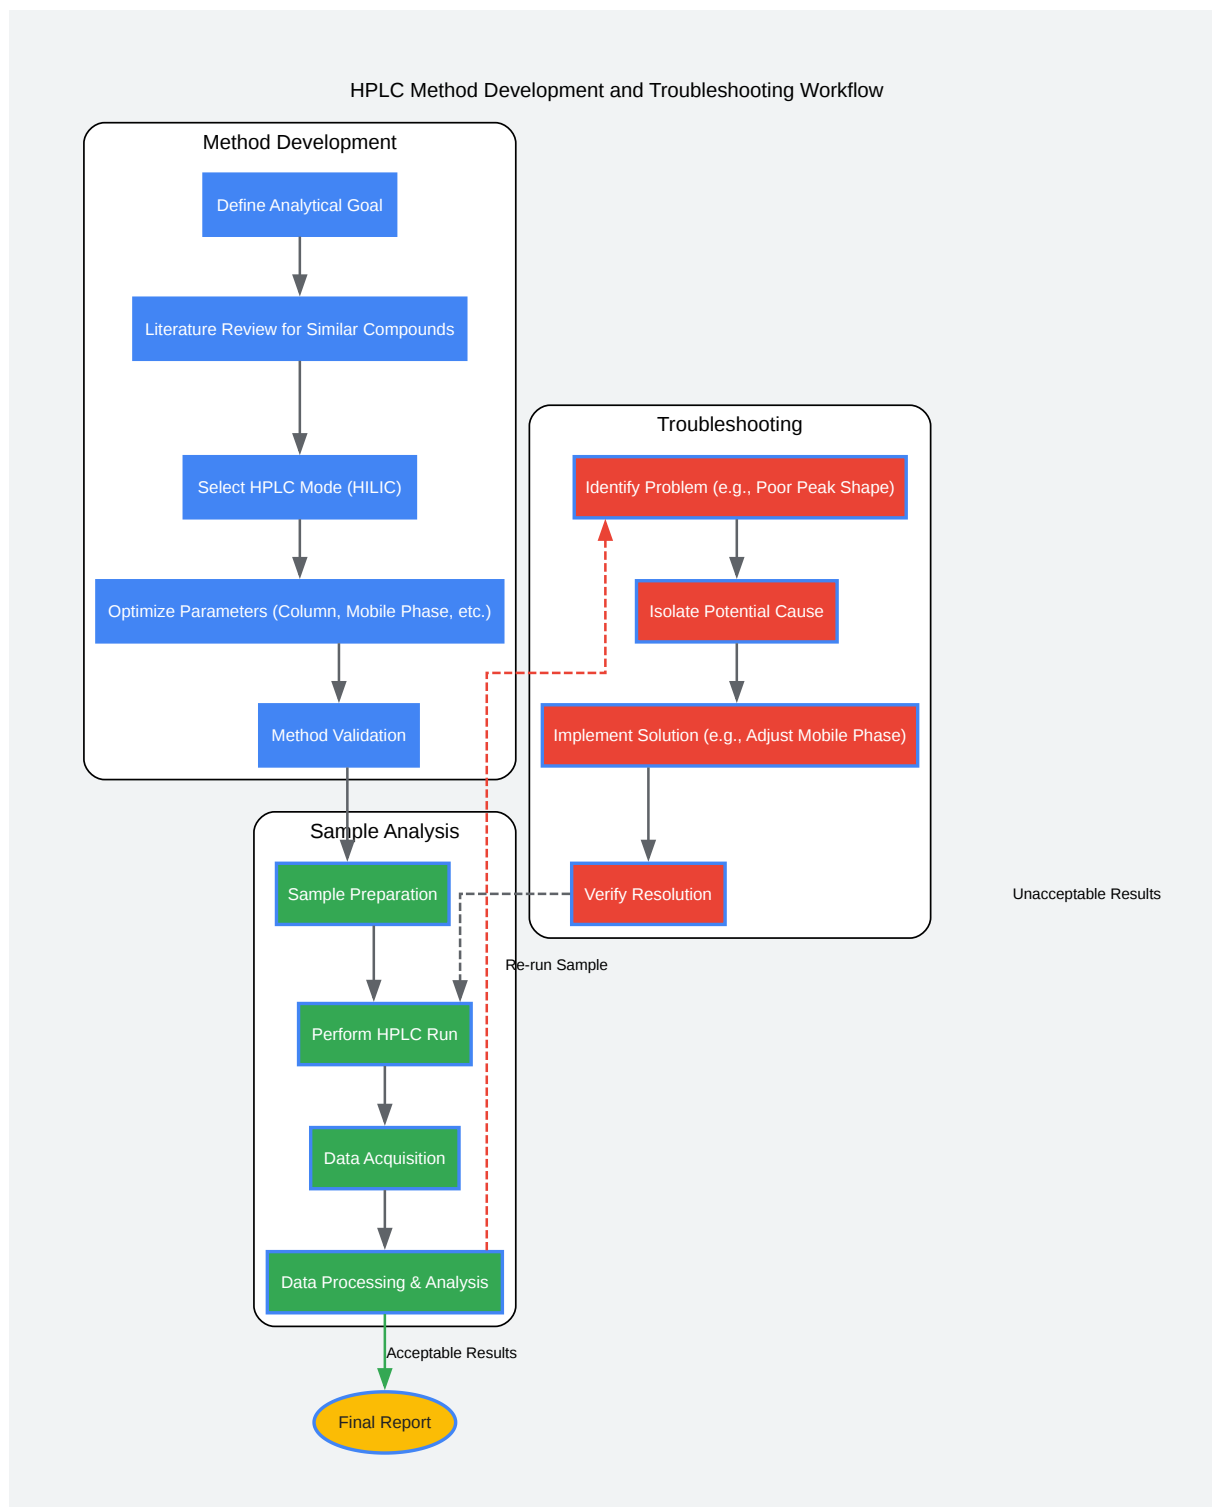 HPLC Method Development and Troubleshooting Workflow
Method Development
Define Analytical Goal
Literature Review for Similar Compounds
Select HPLC Mode (HILIC)
Optimize Parameters (Column, Mobile Phase, etc.)
Method Validation
Troubleshooting
Identify Problem (e.g., Poor Peak Shape)
Isolate Potential Cause
Implement Solution (e.g., Adjust Mobile Phase)
Verify Resolution
Unacceptable Results
Re-run Sample
Sample Analysis
Sample Preparation
Perform HPLC Run
Data Acquisition
Data Processing & Analysis
Acceptable Results
Final Report